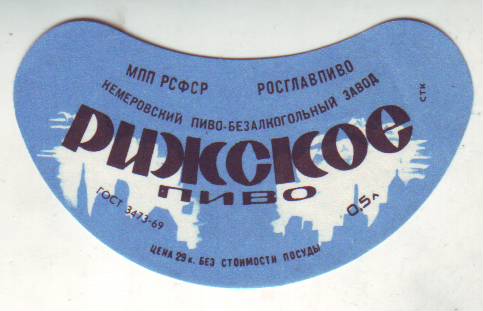 МПП РСФСР РОСГЛАВПИВО
КЕМЕРОВСКИЙ ПИВО-БЕЗАЛКОГОЛЬНЫЙ ЗАВОД
РИЖСКОЕ
СТК
ПИВО
ГОСТ 3473-69
0,5л
ЦЕНА 29 к. БЕЗ СТОИМОСТИ ПОСУДЫ